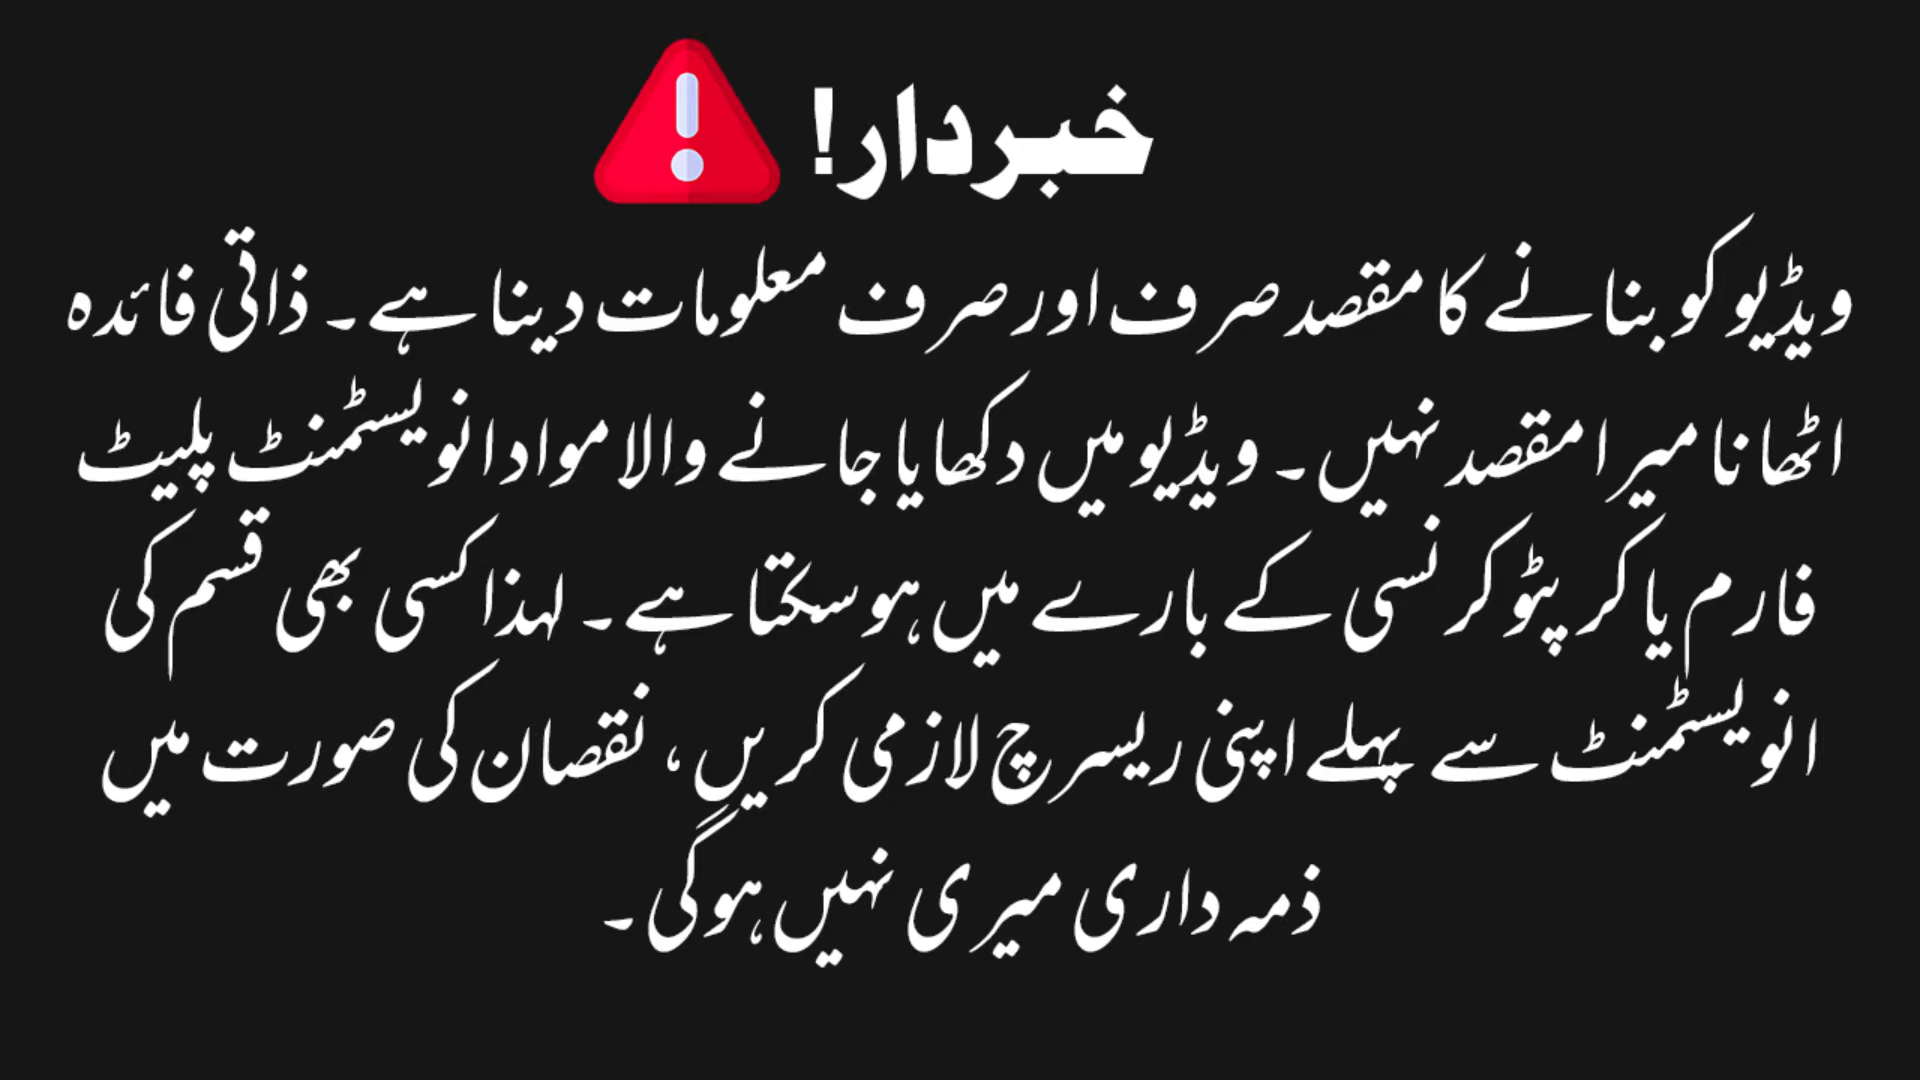 خبردار!
ویڈیو کو بنانے کا مقصد صرف اور صرف معلومات دینا ہے۔ ذاتی فائدہ
اٹھانا میرا مقصد نہیں۔ ویڈیو میں دکھایا جانے والا مواد انویسٹمنٹ پلیٹ
فارم یا کرپٹو کرنسی کے بارے میں ہو سکتا ہے۔ لہذا کسی بھی قسم کی
انویسٹمنٹ سے پہلے اپنی ریسرچ لازمی کریں، نقصان کی صورت میں
ذمہ داری میری نہیں ہوگی۔